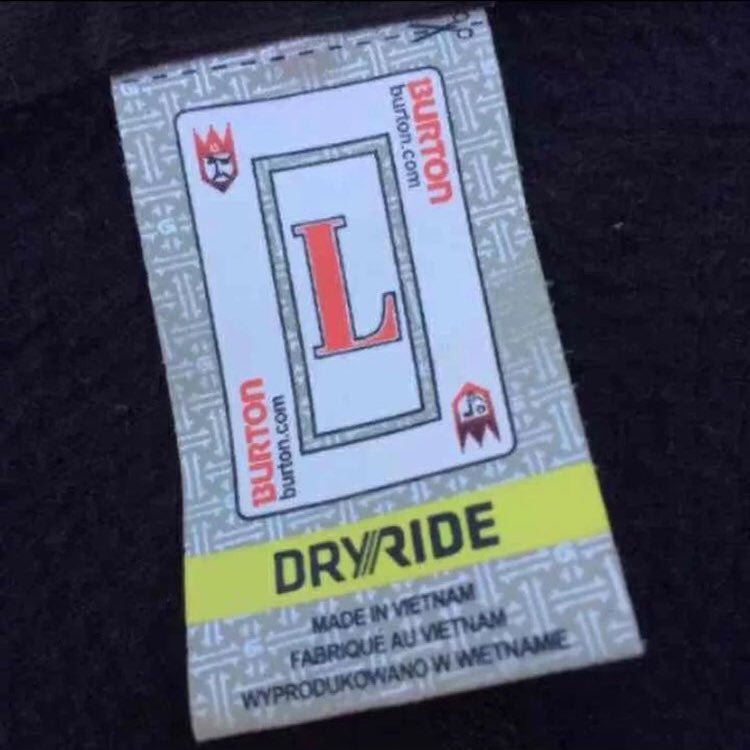 BURTON
burton.com
L
BURTON
burton.com
DRYRIDE
MADE IN VIETNAM
FABRIQUE AU VIETNAM
WYPRODUKOWANO W WIETNAMIE